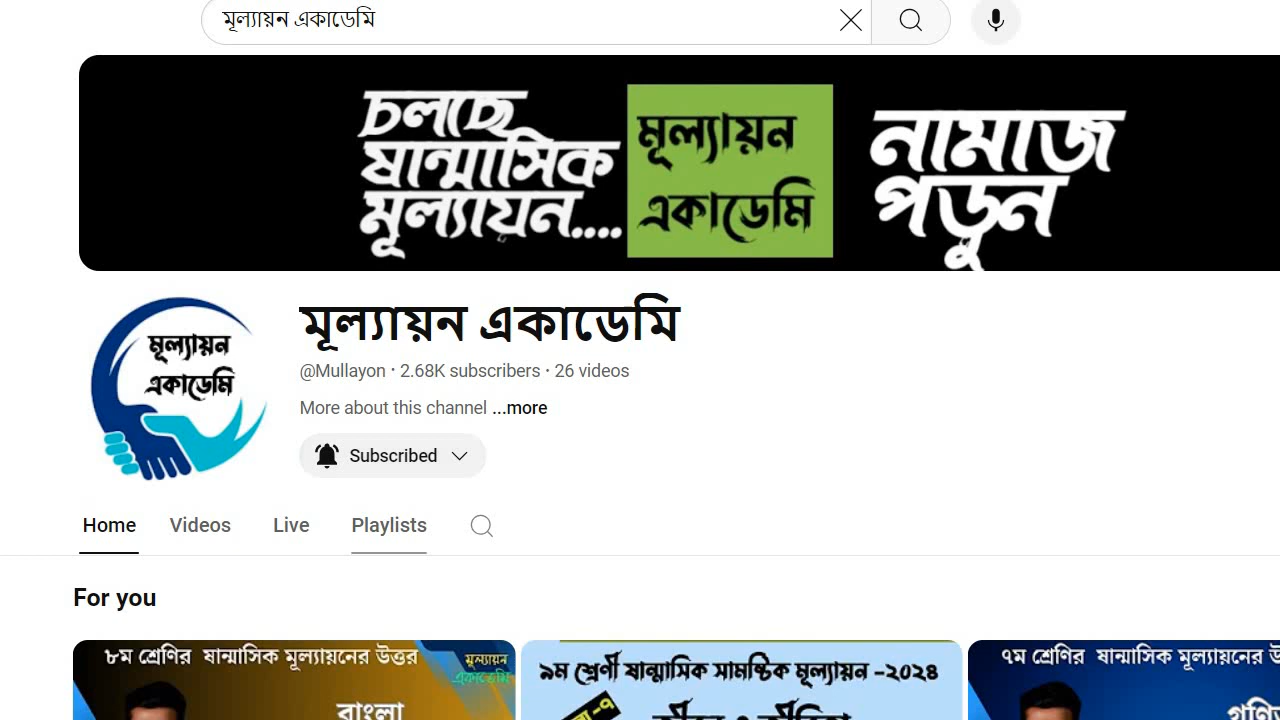 মূল্যায়ন একাডেমি
চলছে
ষান্মাসিক
মূল্যায়ন....
মূল্যায়ন
একাডেমি
নামাজ
পড়ুন
মূল্যায়ন
একাডেমি
মূল্যায়ন একাডেমি
@Mullayon · 2.68K subscribers · 26 videos
More about this channel ...more
Subscribed
Home Videos Live Playlists
For you
৮ম শ্রেণির ষান্মাসিক মূল্যায়নের উত্তর
মূল্যায়ন
একাডেমি
বাংলা
৯ম শ্রেণী ষান্মাসিক সামষ্টিক মূল্যায়ন -২০২৪
জীবন ও জীবিকা
৭ম শ্রেণির ষান্মাসিক মূল্যায়নের